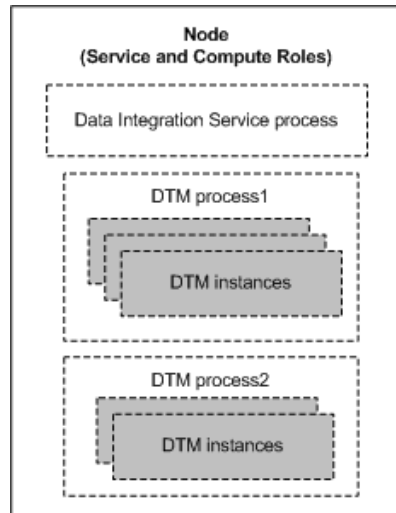 Node
(Service and Compute Roles)
Data Integration Service process
DTM process1
DTM instances
DTM process2
DTM instances